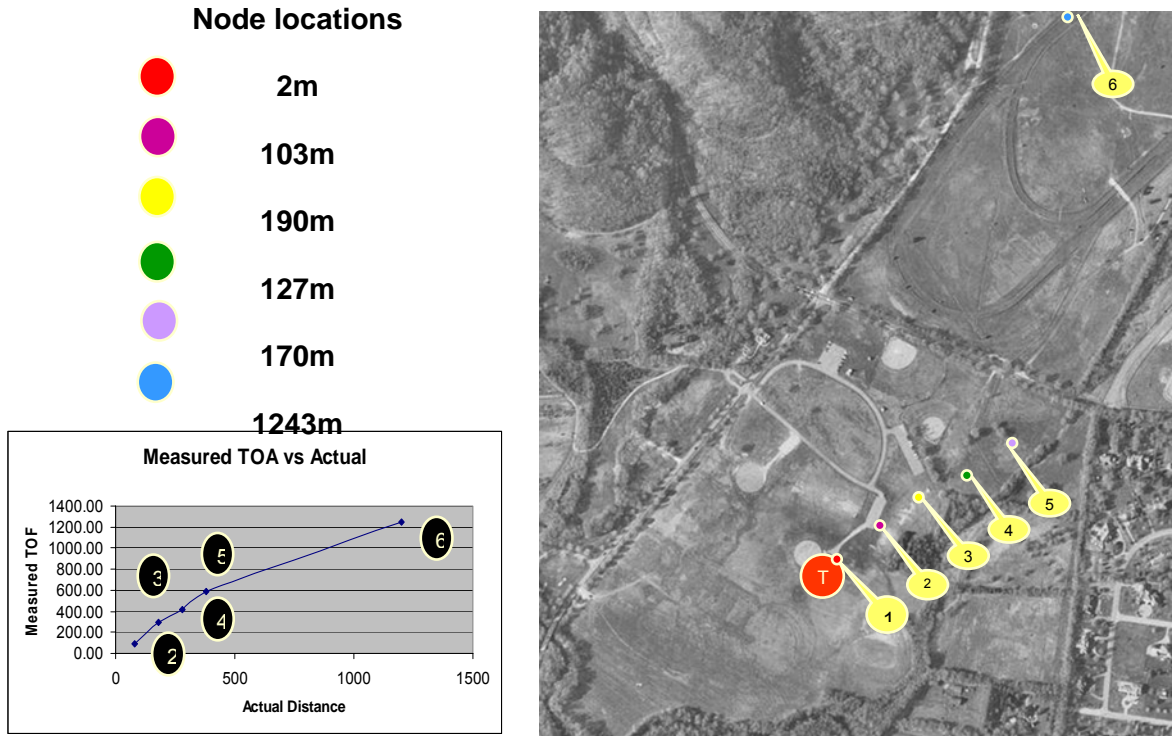 Node locations
2m
103m
190m
127m
170m
1243m
Measured TOA vs Actual
Measured TOF
1400.00
1200.00
1000.00
800.00
600.00
400.00
200.00
0.00
0 500 1000 1500
Actual Distance
3
5
6
4
2
6
5
4
3
2
1
T